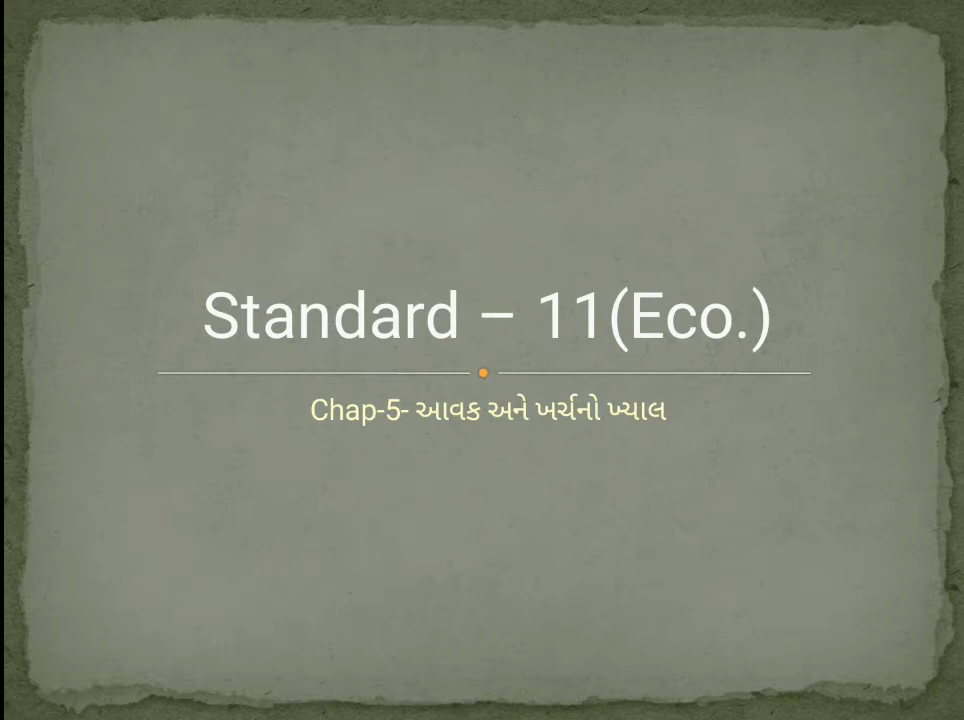 Standard – 11(Eco.)
Chap-5- આવક અને ખર્ચનો ખ્યાલ